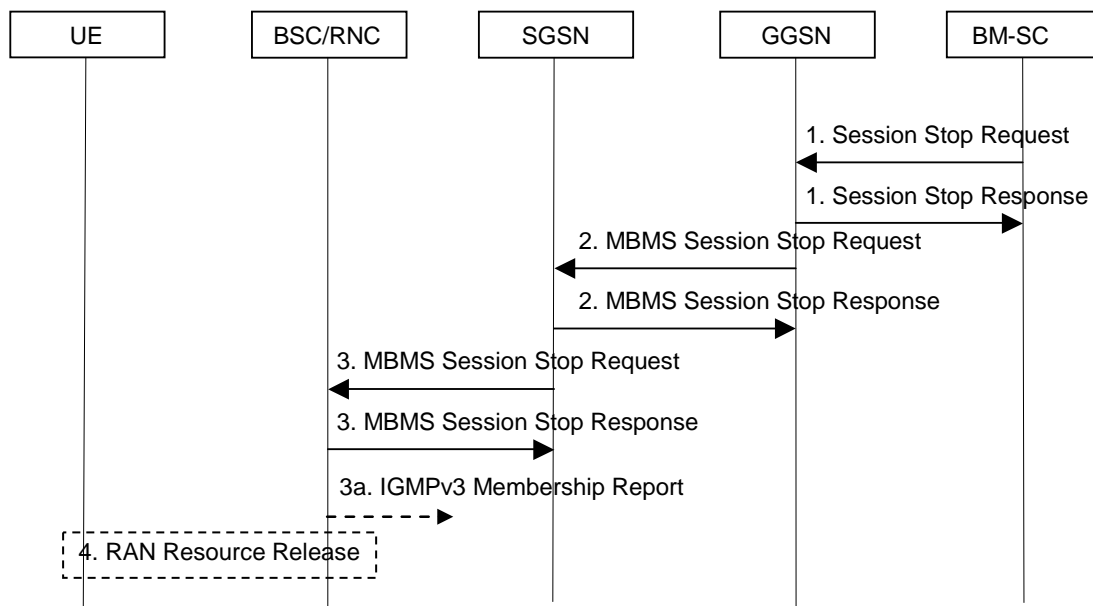 UE
BSC/RNC
SGSN
GGSN
BM-SC
1. Session Stop Request
1. Session Stop Response
2. MBMS Session Stop Request
2. MBMS Session Stop Response
3. MBMS Session Stop Request
3. MBMS Session Stop Response
3a. IGMPv3 Membership Report
4. RAN Resource Release